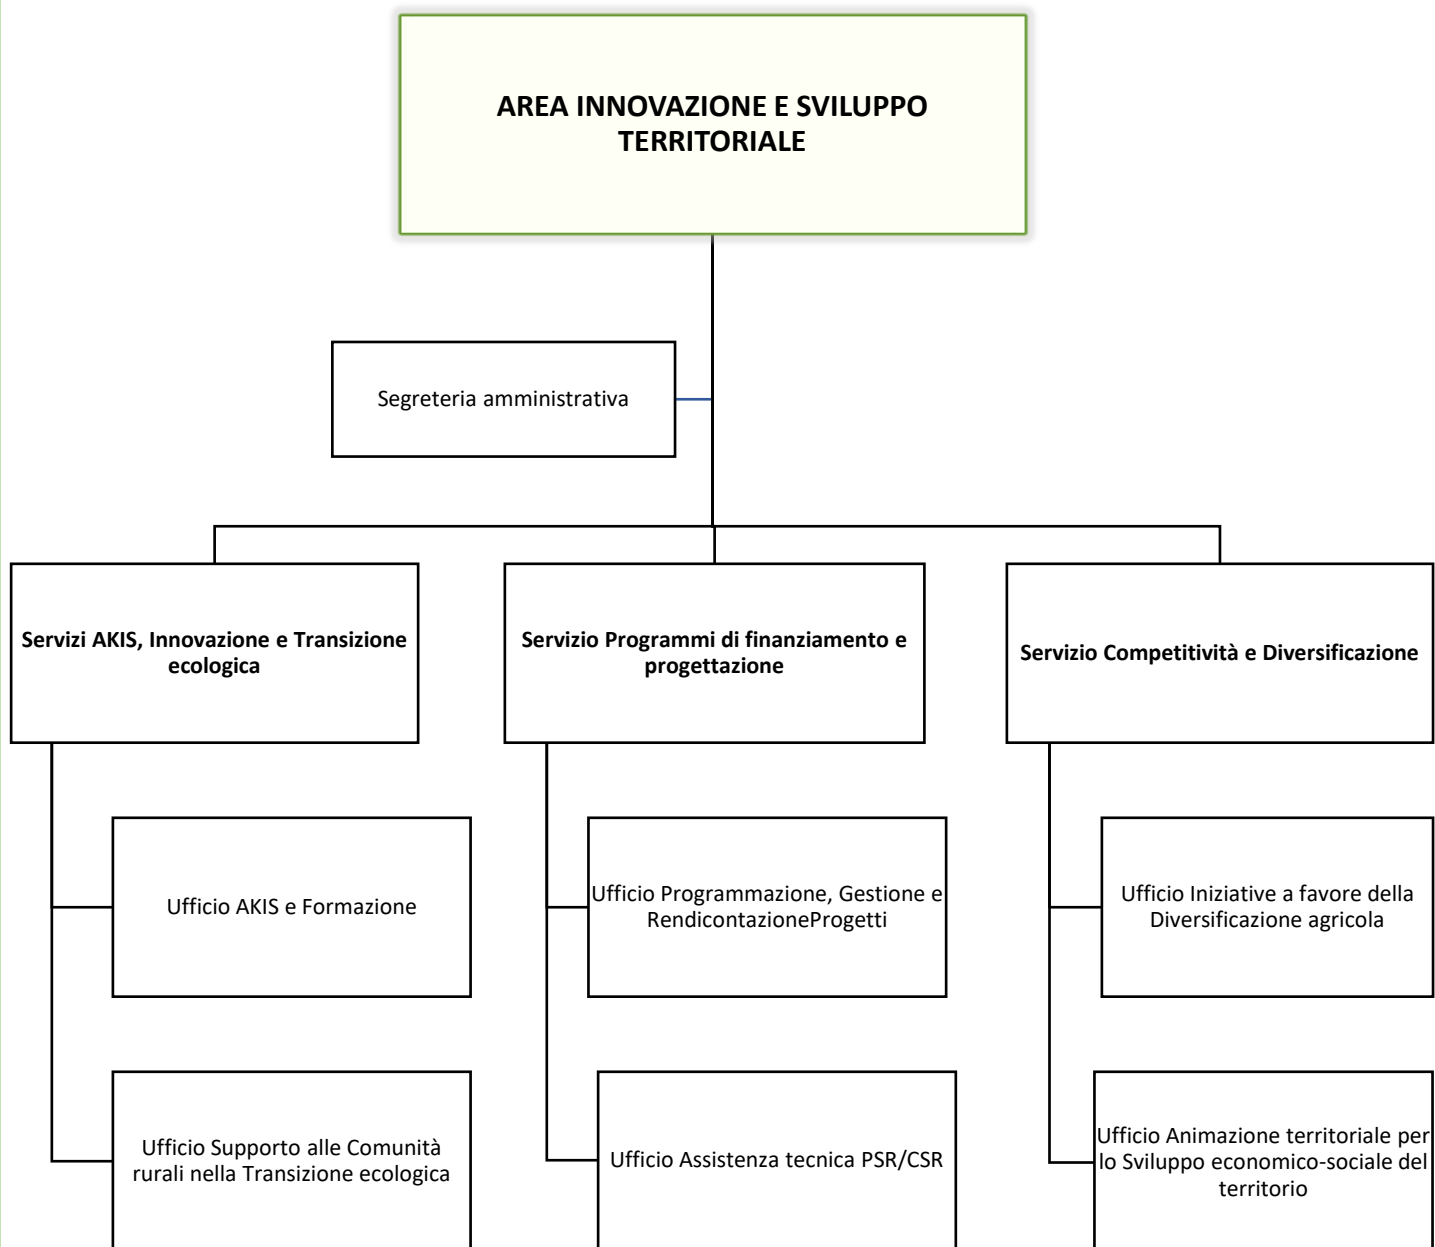 AREA INNOVAZIONE E SVILUPPO
TERRITORIALE
Segreteria amministrativa
Servizi AKIS, Innovazione e Transizione
ecologica
Servizio Programmi di finanziamento e
progettazione
Servizio Competitività e Diversificazione
Ufficio AKIS e Formazione
Ufficio Programmazione, Gestione e
RendicontazioneProgetti
Ufficio Iniziative a favore della
Diversificazione agricola
Ufficio Supporto alle Comunità
rurali nella Transizione ecologica
Ufficio Assistenza tecnica PSR/CSR
Ufficio Animazione territoriale per
lo Sviluppo economico-sociale del
territorio